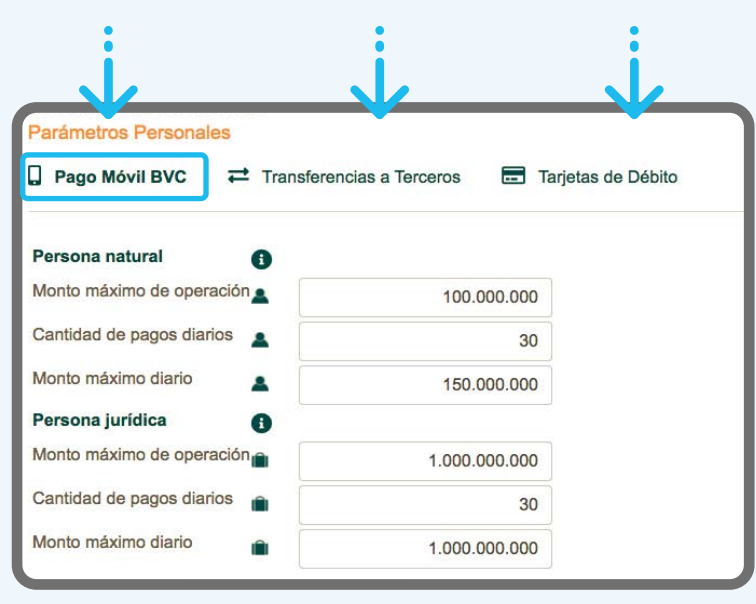 Parámetros Personales
Pago Móvil BVC Transferencias a Terceros Tarjetas de Débito
Persona natural
Monto máximo de operación 100.000.000
Cantidad de pagos diarios 30
Monto máximo diario 150.000.000
Persona jurídica
Monto máximo de operación 1.000.000.000
Cantidad de pagos diarios 30
Monto máximo diario 1.000.000.000